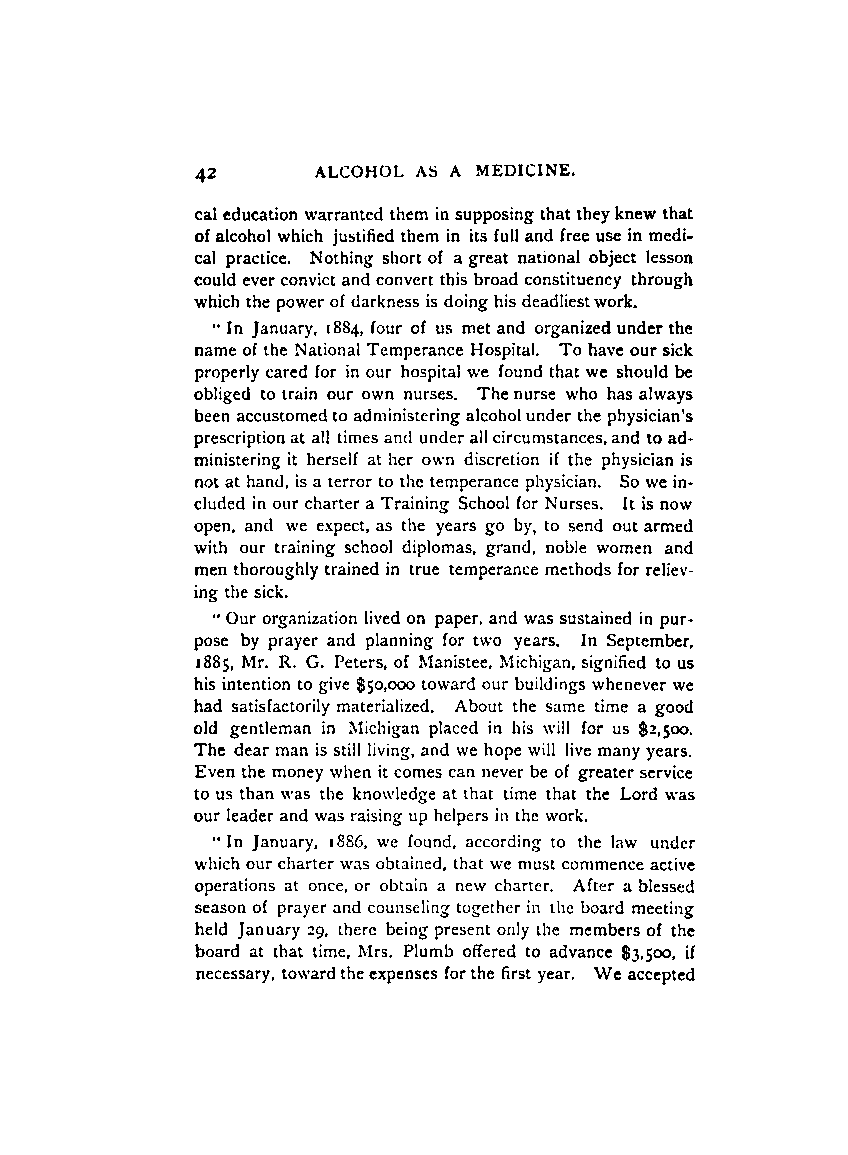 42 ALCOHOL AS A MEDICINE.
cal education warranted them in supposing that they knew that
of alcohol which justified them in its full and free use in medi-
cal practice. Nothing short of a great national object lesson
could ever convict and convert this broad constituency through
which the power of darkness is doing his deadliest work.
"In January, 1884, four of us met and organized under the
name of the National Temperance Hospital. To have our sick
properly cared for in our hospital we found that we should be
obliged to train our own nurses. The nurse who has always
been accustomed to administering alcohol under the physician's
prescription at all times and under all circumstances, and to ad-
ministering it herself at her own discretion if the physician is
not at hand, is a terror to the temperance physician. So we in-
cluded in our charter a Training School for Nurses. It is now
open, and we expect, as the years go by, to send out armed
with our training school diplomas, grand, noble women and
men thoroughly trained in true temperance methods for reliev-
ing the sick.
"Our organization lived on paper, and was sustained in pur-
pose by prayer and planning for two years. In September,
1885, Mr. R. G. Peters, of Manistee, Michigan, signified to us
his intention to give $50,000 toward our buildings whenever we
had satisfactorily materialized. About the same time a good
old gentleman in Michigan placed in his will for us $2,500.
The dear man is still living, and we hope will live many years.
Even the money when it comes can never be of greater service
to us than was the knowledge at that time that the Lord was
our leader and was raising up helpers in the work.
"In January, 1886, we found, according to the law under
which our charter was obtained, that we must commence active
operations at once, or obtain a new charter. After a blessed
season of prayer and counseling together in the board meeting
held January 29, there being present only the members of the
board at that time, Mrs. Plumb offered to advance $3,500, if
necessary, toward the expenses for the first year. We accepted